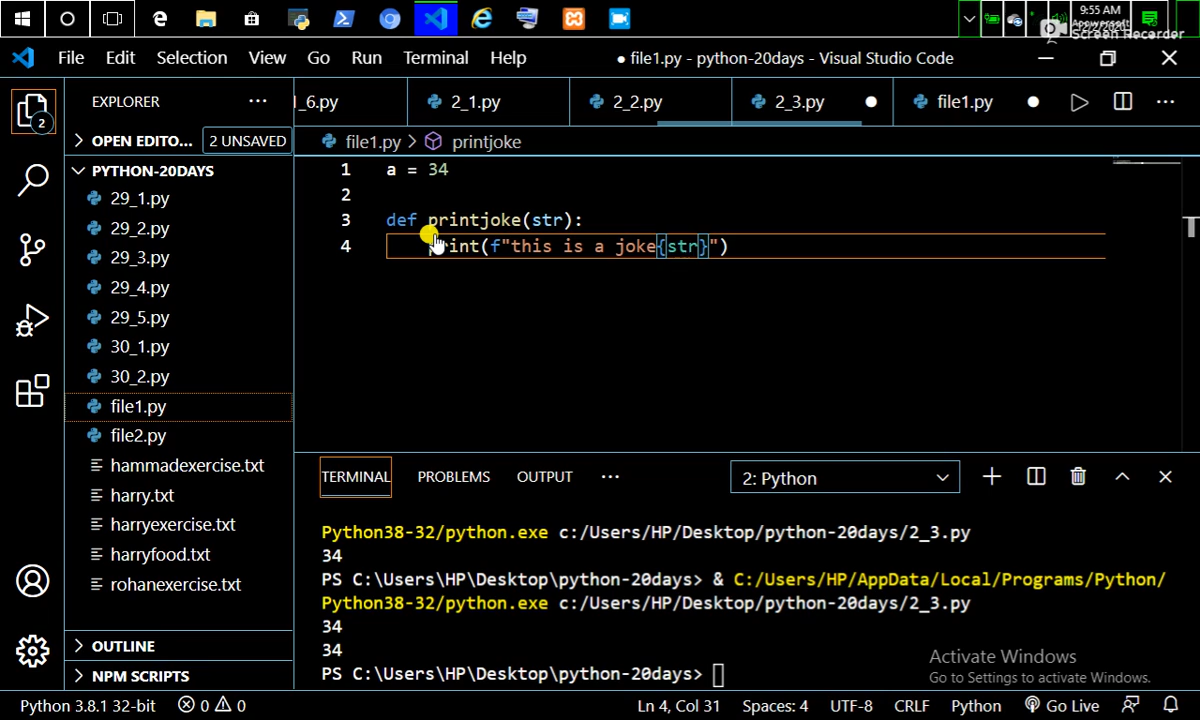 9:55 AM
Apowersoft
Screen Recorder
File Edit Selection View Go Run Terminal Help
● file1.py - python-20days - Visual Studio Code
EXPLORER
l_6.py 2_1.py 2_2.py 2_3.py file1.py
2
OPEN EDITO... 2 UNSAVED
file1.py > printjoke
PYTHON-20DAYS
29_1.py
29_2.py
29_3.py
29_4.py
29_5.py
30_1.py
30_2.py
file1.py
file2.py
hammadexercise.txt
harry.txt
harryexercise.txt
harryfood.txt
rohanexercise.txt
OUTLINE
NPM SCRIPTS
1 a = 34
2
3 def printjoke(str):
4 print(f"this is a joke{str}")
TERMINAL PROBLEMS OUTPUT ... 2: Python
Python38-32/python.exe c:/Users/HP/Desktop/python-20days/2_3.py
34
PS C:\Users\HP\Desktop\python-20days> & C:/Users/HP/AppData/Local/Programs/Python/
Python38-32/python.exe c:/Users/HP/Desktop/python-20days/2_3.py
34
34
PS C:\Users\HP\Desktop\python-20days>
Activate Windows
Go to Settings to activate Windows.
Python 3.8.1 32-bit 0 0 Ln 4, Col 31 Spaces: 4 UTF-8 CRLF Python Go Live